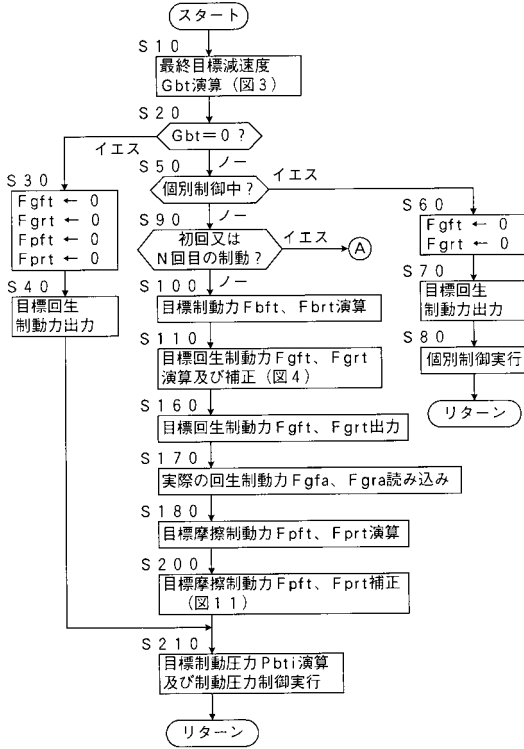 スタート
S10
最終目標減速度
Gbt演算（図3）
S20
Gbt＝0？
イエス
ノー
S30
Fgft ← 0
Fgrt ← 0
Fpft ← 0
Fprt ← 0
S40
目標回生
制動力出力
S50
個別制御中？
イエス
ノー
S60
Fgft ← 0
Fgrt ← 0
S70
目標回生
制動力出力
S80
個別制御実行
リターン
S90
初回又は
N回目の制動？
イエス
A
ノー
S100
目標制動力Fbft、Fbrt演算
S110
目標回生制動力Fgft、Fgrt
演算及び補正（図4）
S160
目標回生制動力Fgft、Fgrt出力
S170
実際の回生制動力Fgfa、Fgra読み込み
S180
目標摩擦制動力Fpft、Fprt演算
S200
目標摩擦制動力Fpft、Fprt補正
（図11）
S210
目標制動圧力Pbti演算
及び制動圧力制御実行
リターン